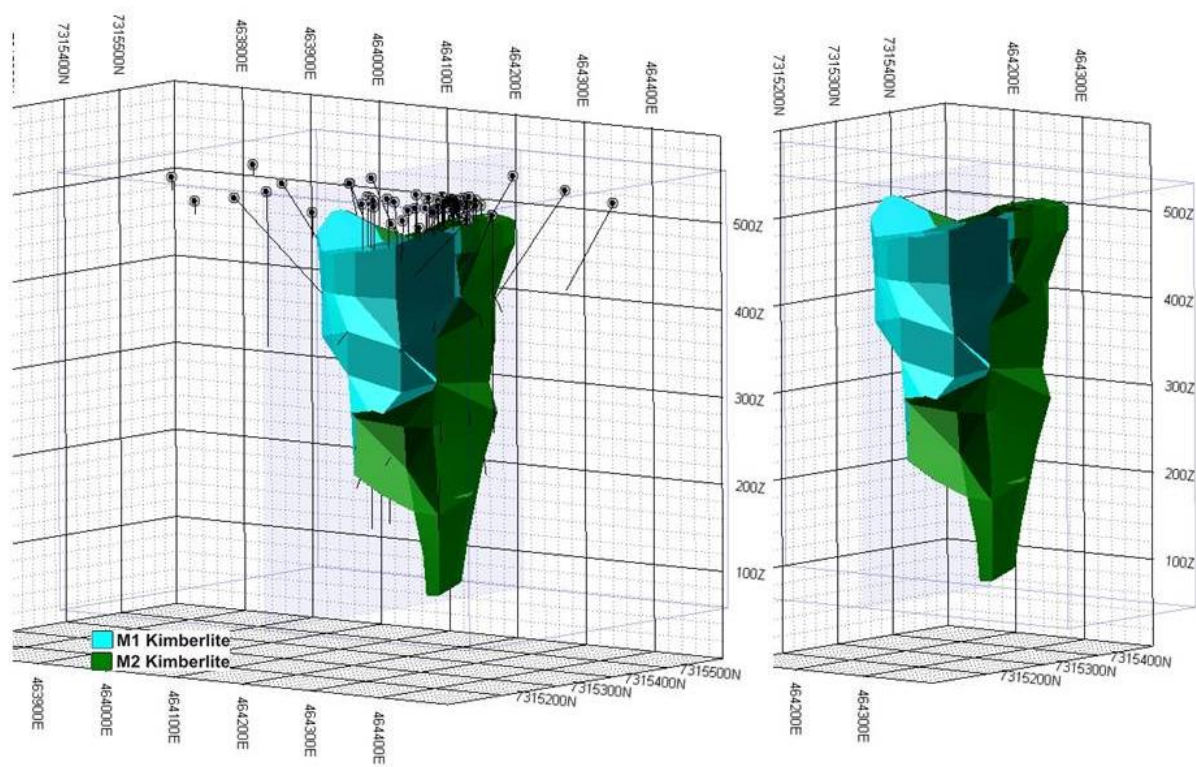 7315400N
7315500N
463800E
463900E
464000E
464100E
464200E
464300E
464400E
500Z
400Z
300Z
200Z
100Z
M1 Kimberlite
M2 Kimberlite
7315500N
7315400N
7315300N
7315200N
463900E
464000E
464100E
464200E
464300E
464400E
7315200N
7315300N
7315400N
464200E
464300E
500Z
400Z
300Z
200Z
100Z
7315400N
7315300N
7315200N
464200E
464300E